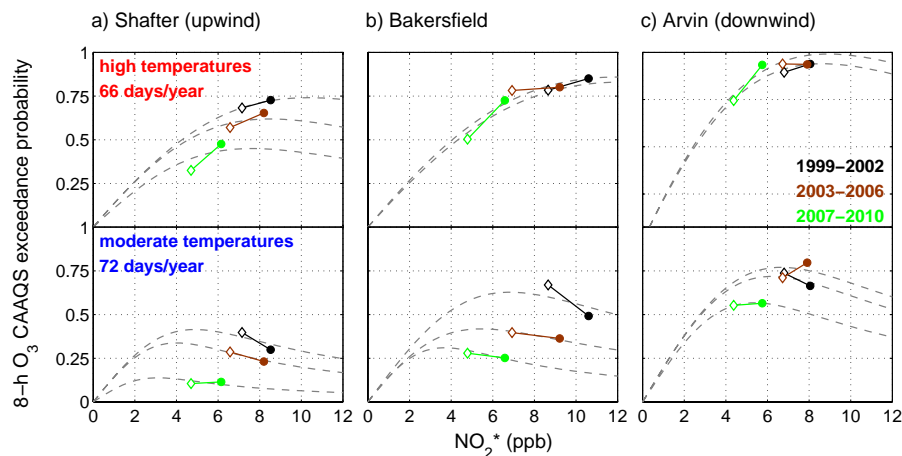 a) Shafter (upwind)
b) Bakersfield
c) Arvin (downwind)
8−h O3 CAAQS exceedance probability
1
0.75
0.5
0.25
1
0.75
0.5
0.25
0
high temperatures
66 days/year
1999−2002
2003−2006
2007−2010
moderate temperatures
72 days/year
0 2 4 6 8 10 12
0 2 4 6 8 10 12
0 2 4 6 8 10 12
NO2* (ppb)